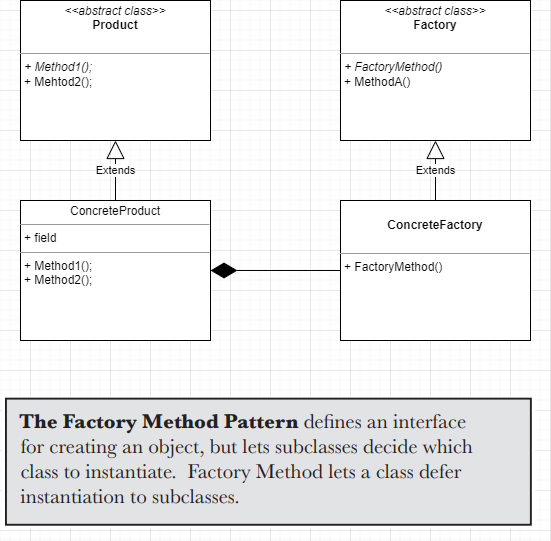 <<abstract class>>
Product
+ Method1();
+ Mehtod2();
<<abstract class>>
Factory
+ FactoryMethod()
+ MethodA()
Extends
Extends
ConcreteProduct
+ field
+ Method1();
+ Method2();
ConcreteFactory
+ FactoryMethod()
The Factory Method Pattern defines an interface
for creating an object, but lets subclasses decide which
class to instantiate. Factory Method lets a class defer
instantiation to subclasses.